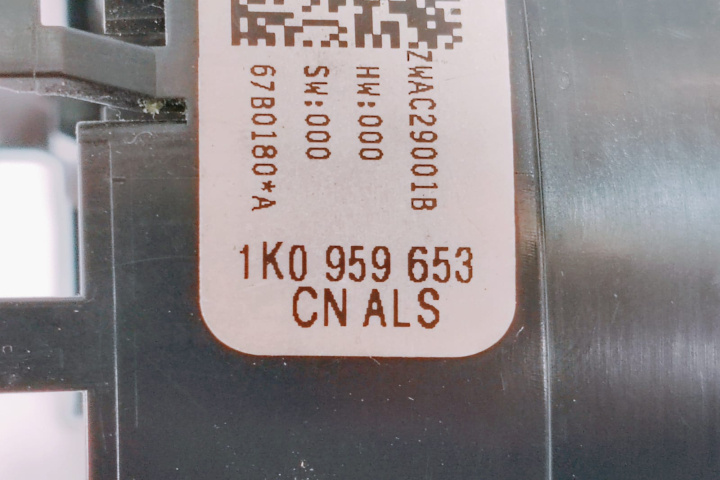 ZWAC29001B
HW:000
SW:000
67B0180*A
1K0 959 653
CN ALS